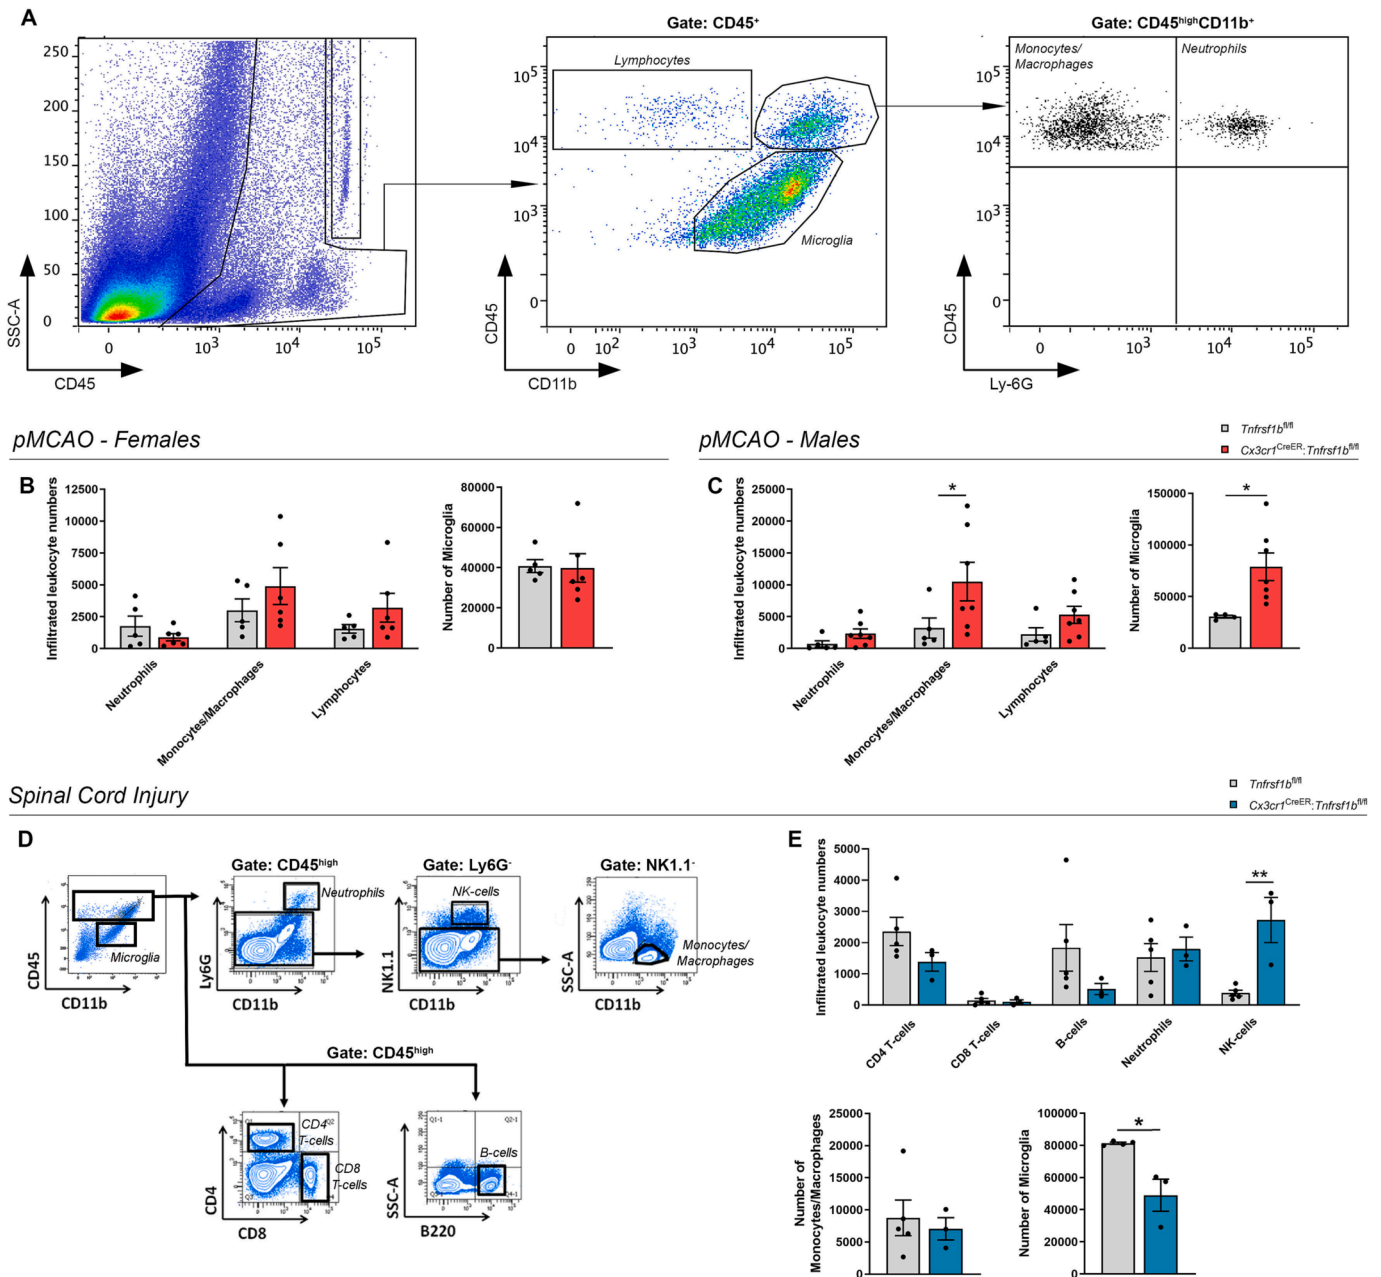 A
Gate: CD45⁺
Gate: CD45ʰⁱᵍʰCD11b⁺
250
200
150
100
50
0
SSC-A
0 10³ 10⁴ 10⁵
CD45
Lymphocytes
Microglia
10⁵
10⁴
10³
0
CD45
0 10² 10³ 10⁴ 10⁵
CD11b
Monocytes/
Macrophages
Neutrophils
10⁵
10⁴
10³
0
CD45
0 10³ 10⁴ 10⁵
Ly-6G
pMCAO - Females
pMCAO - Males
Tnfrsf1bᶠˡ/ᶠˡ
Cx3cr1ᶜʳᵉᴱᴿ:Tnfrsf1bᶠˡ/ᶠˡ
B
Infiltrated leukocyte numbers
12500
10000
7500
5000
2500
0
Neutrophils
Monocytes/Macrophages
Lymphocytes
Number of Microglia
80000
60000
40000
20000
0
C
Infiltrated leukocyte numbers
25000
20000
15000
10000
5000
0
*
Neutrophils
Monocytes/Macrophages
Lymphocytes
Number of Microglia
150000
100000
50000
0
*
Spinal Cord Injury
Tnfrsf1bᶠˡ/ᶠˡ
Cx3cr1ᶜʳᵉᴱᴿ:Tnfrsf1bᶠˡ/ᶠˡ
D
CD45
Microglia
CD11b
Gate: CD45ʰⁱᵍʰ
Neutrophils
Ly6G
CD11b
Gate: Ly6G⁻
NK-cells
NK1.1
CD11b
Gate: NK1.1⁻
Monocytes/
Macrophages
SSC-A
CD11b
Gate: CD45ʰⁱᵍʰ
CD4
T-cells
CD8
T-cells
CD4
CD8
Q1-1
Q2-1
B-cells
Q4-1
SSC-A
B220
E
Infiltrated leukocyte numbers
5000
4000
3000
2000
1000
0
**
CD4 T-cells
CD8 T-cells
B-cells
Neutrophils
NK-cells
Number of
Monocytes/Macrophages
25000
20000
15000
10000
5000
0
Number of Microglia
100000
80000
60000
40000
20000
0
*